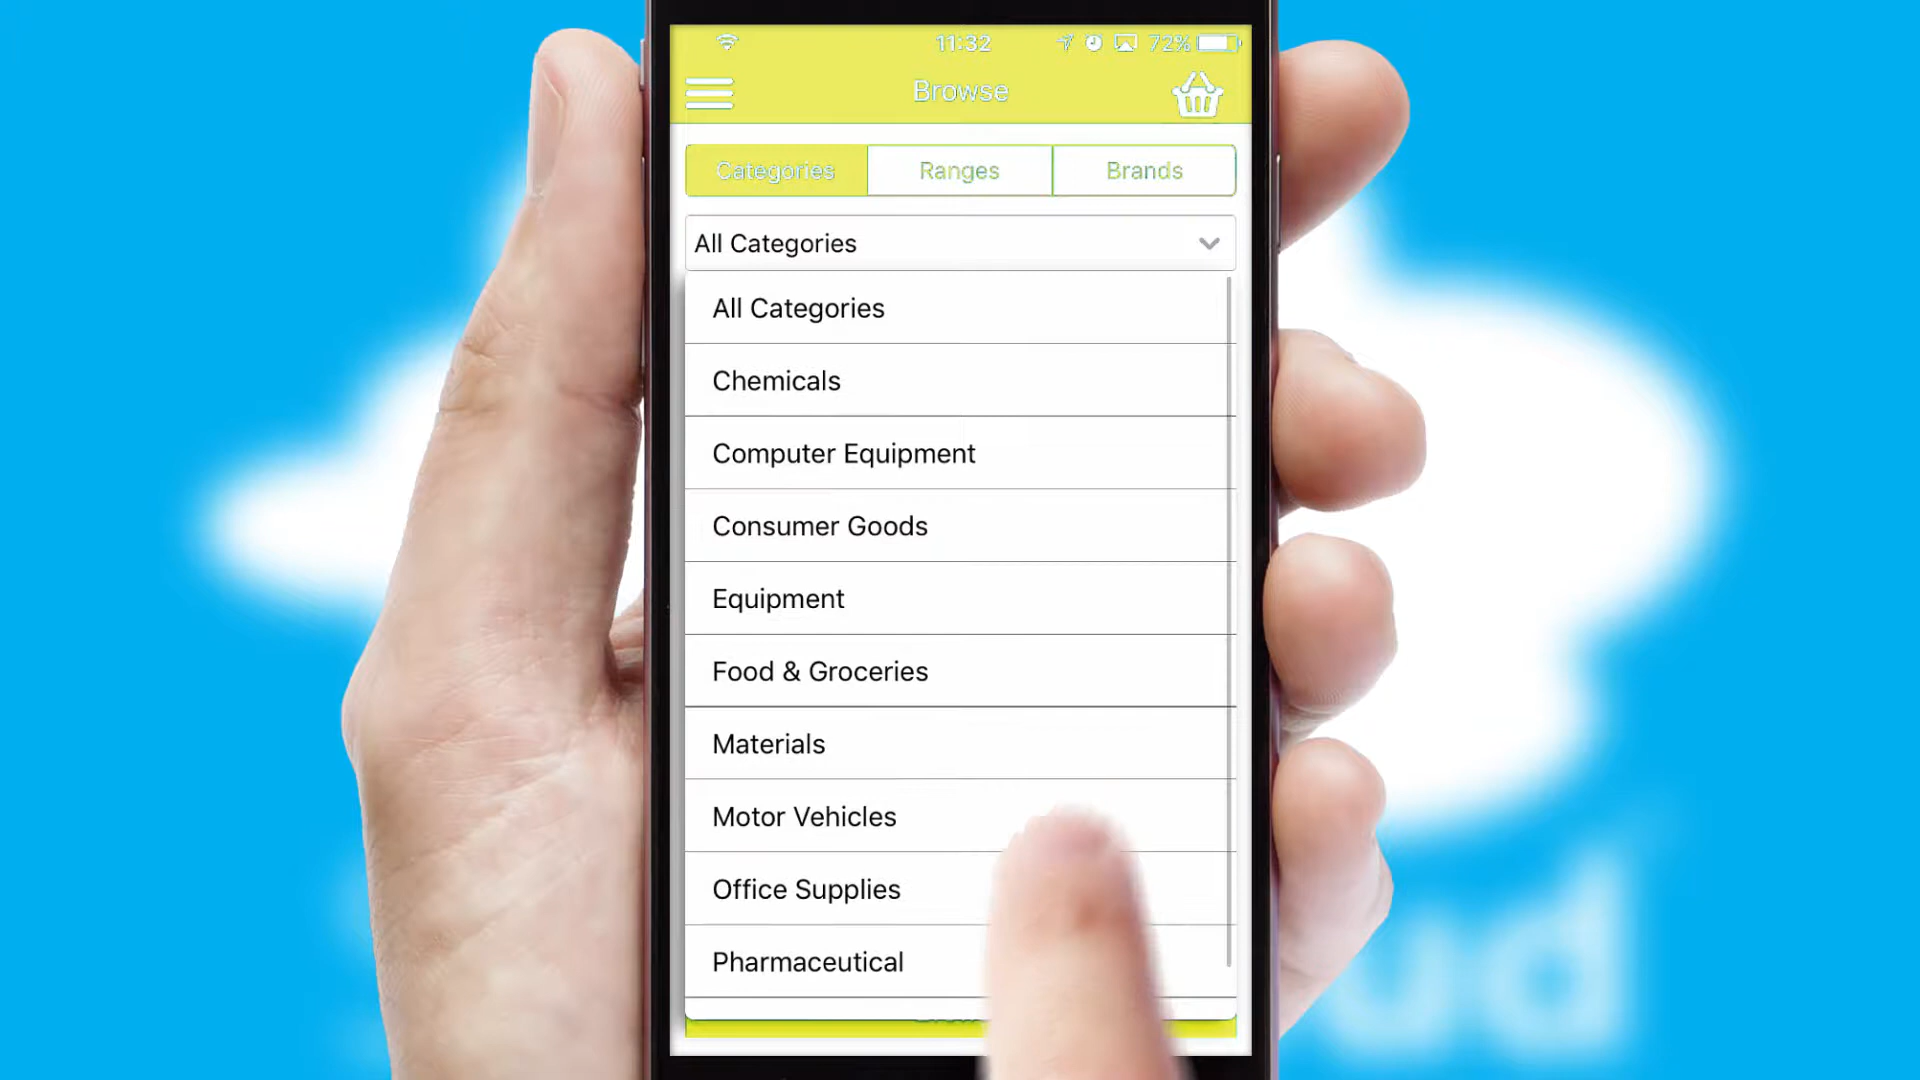 11:32
72%
Browse
Categories Ranges Brands
All Categories
All Categories
Chemicals
Computer Equipment
Consumer Goods
Equipment
Food & Groceries
Materials
Motor Vehicles
Office Supplies
Pharmaceutical